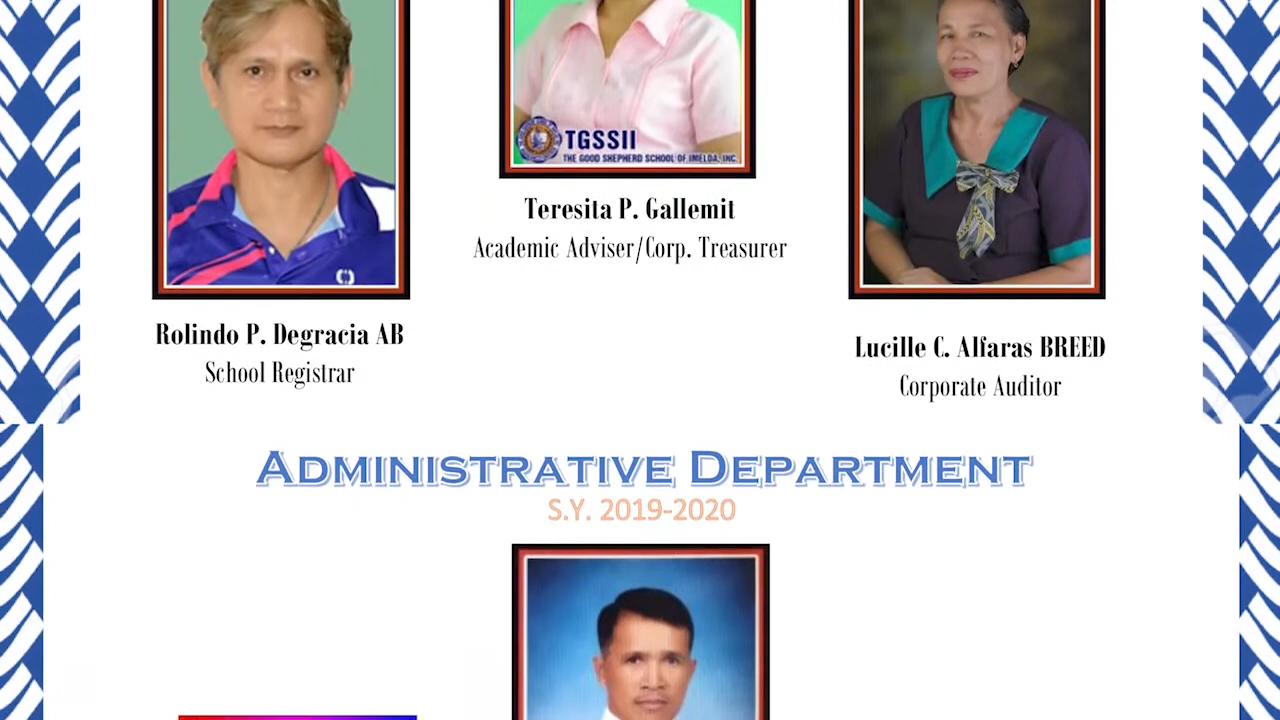 TGSSII
THE GOOD SHEPHERD SCHOOL OF IMELDA, INC.
Teresita P. Gallemit
Academic Adviser/Corp. Treasurer
Rolindo P. Degracia AB
School Registrar
Lucille C. Alfaras BREED
Corporate Auditor
ADMINISTRATIVE DEPARTMENT
S.Y. 2019-2020